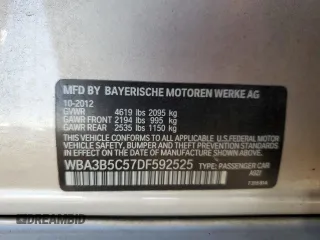 MFD BY BAYERISCHE MOTOREN WERKE AG
10-2012
GVWR 4619 lbs 2095 kg
GAWR FRONT 2194 lbs 995 kg
GAWR REAR 2535 lbs 1150 kg
THIS VEHICLE CONFORMS TO ALL APPLICABLE U.S. FEDERAL MOTOR
VEHICLE SAFETY, BUMPER, AND THEFT PREVENTION STANDARDS
IN EFFECT ON THE DATE OF MANUFACTURE SHOWN ABOVE.
WBA3B5C57DF592525 TYPE: PASSENGER CAR
DREAMBID